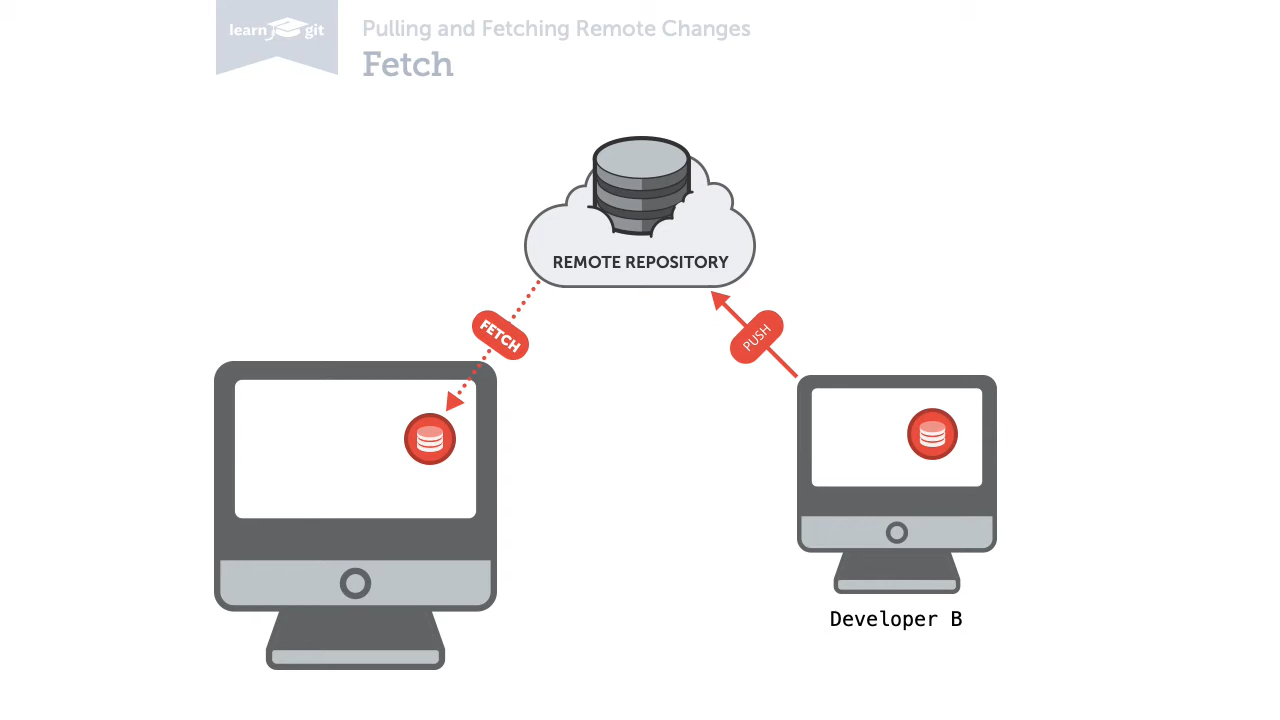 learn git
Pulling and Fetching Remote Changes
Fetch
REMOTE REPOSITORY
FETCH
PUSH
Developer B